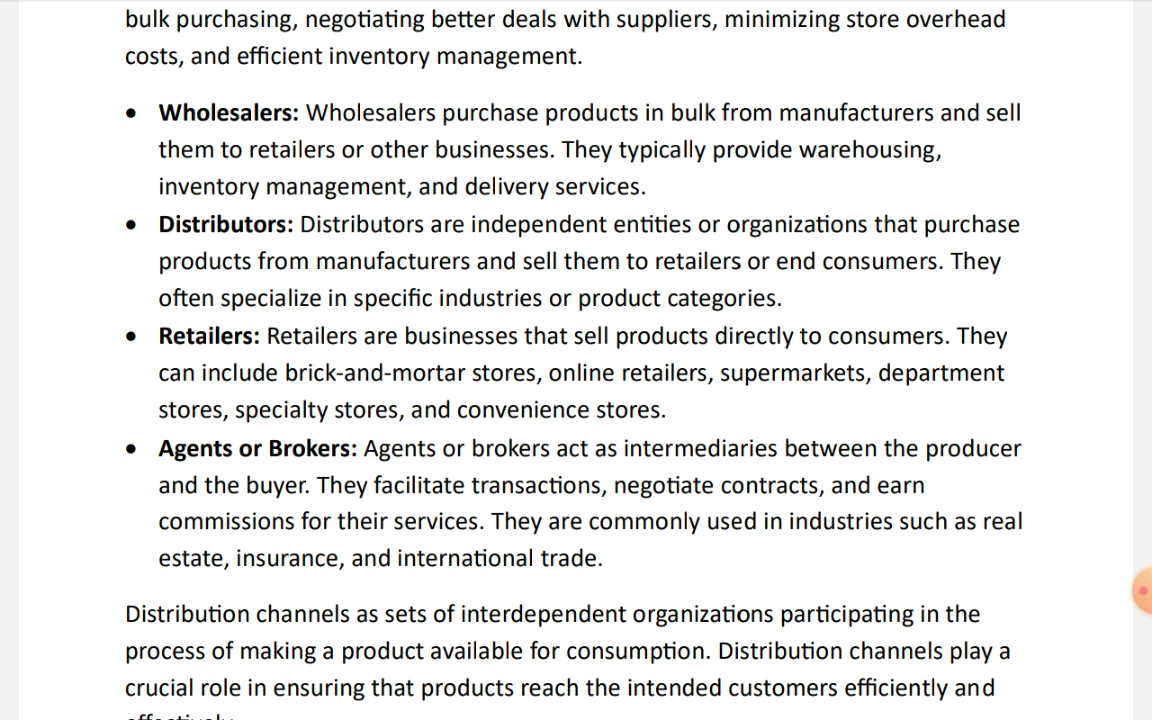 bulk purchasing, negotiating better deals with suppliers, minimizing store overhead
costs, and efficient inventory management.
• Wholesalers: Wholesalers purchase products in bulk from manufacturers and sell
them to retailers or other businesses. They typically provide warehousing,
inventory management, and delivery services.
• Distributors: Distributors are independent entities or organizations that purchase
products from manufacturers and sell them to retailers or end consumers. They
often specialize in specific industries or product categories.
• Retailers: Retailers are businesses that sell products directly to consumers. They
can include brick-and-mortar stores, online retailers, supermarkets, department
stores, specialty stores, and convenience stores.
• Agents or Brokers: Agents or brokers act as intermediaries between the producer
and the buyer. They facilitate transactions, negotiate contracts, and earn
commissions for their services. They are commonly used in industries such as real
estate, insurance, and international trade.
Distribution channels as sets of interdependent organizations participating in the
process of making a product available for consumption. Distribution channels play a
crucial role in ensuring that products reach the intended customers efficiently and